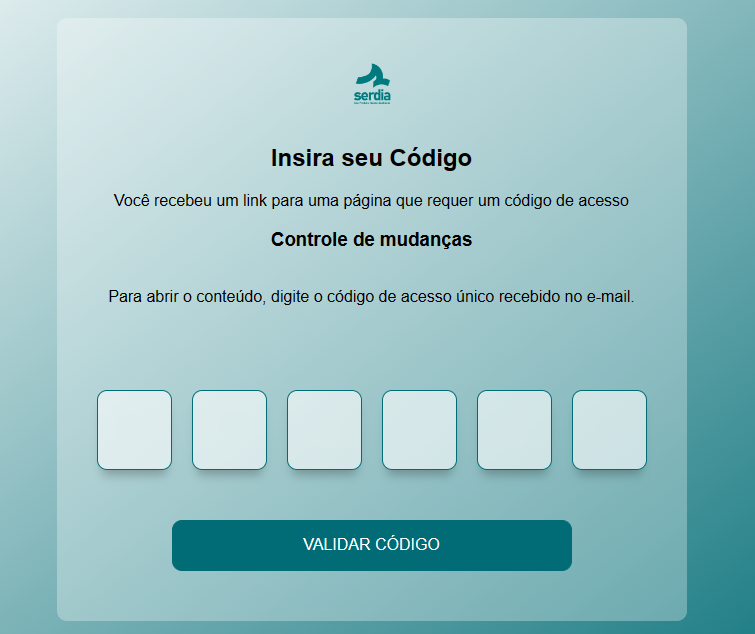 serdia
Insira seu Código
Você recebeu um link para uma página que requer um código de acesso
Controle de mudanças
Para abrir o conteúdo, digite o código de acesso único recebido no e-mail.
VALIDAR CÓDIGO